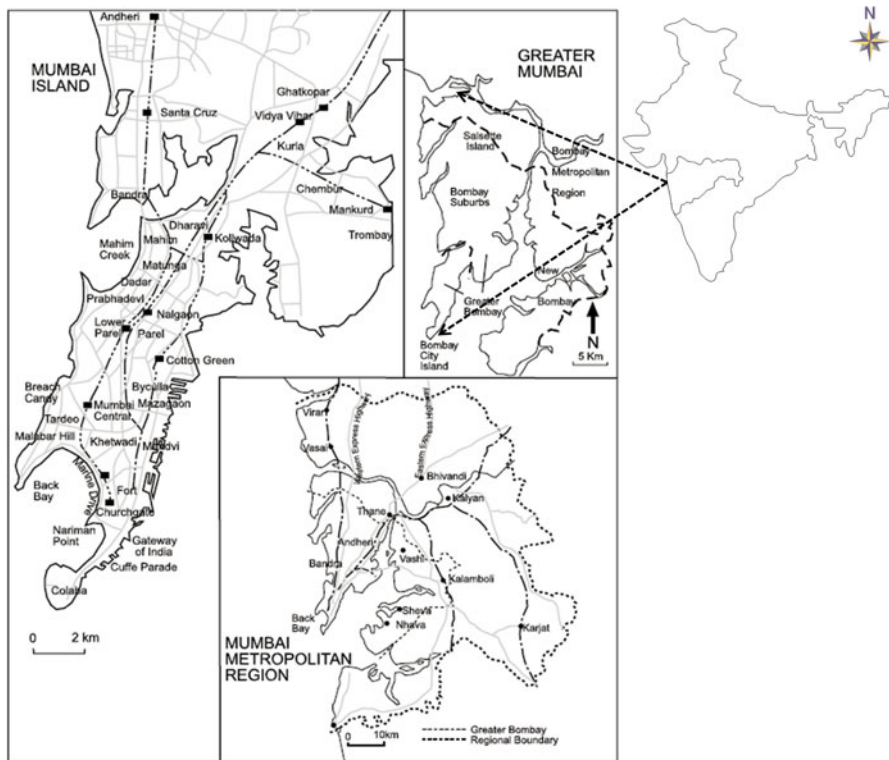 Andheri
MUMBAI
ISLAND
Santa Cruz
Ghatkopar
Vidya Vihar
Kurla
Chembur
Mankurd
Trombay
Bandra
Dharavi
Koliwada
Mahim
Creek
Mahim
Matunga
Dadar
Prabhadevi
Nalgaon
Lower
Parel
Parel
Cotton Green
Breach
Candy
Byculla
Mazagaon
Mumbai
Central
Tardeo
Malabar Hill
Khetwadi
Back
Bay
Marine Drive
Fort
Churchgate
Nariman
Point
Gateway
of India
Cuffe Parade
Colaba
0 2 km
GREATER
MUMBAI
Salsette
Island
Bombay
Metropolitan
Region
Bombay
Suburbs
New
Bombay
Greater
Bombay
Bombay
City
Island
N
5 Km
N
Virar
Vasai
Western Express Highway
Eastern Express Highway
Bhivandi
Kalyan
Thane
Andheri
Vashi
Bandra
Kalamboli
Back
Bay
Sheva
Nhava
Karjat
MUMBAI
METROPOLITAN
REGION
0 10km
Greater Bombay
Regional Boundary